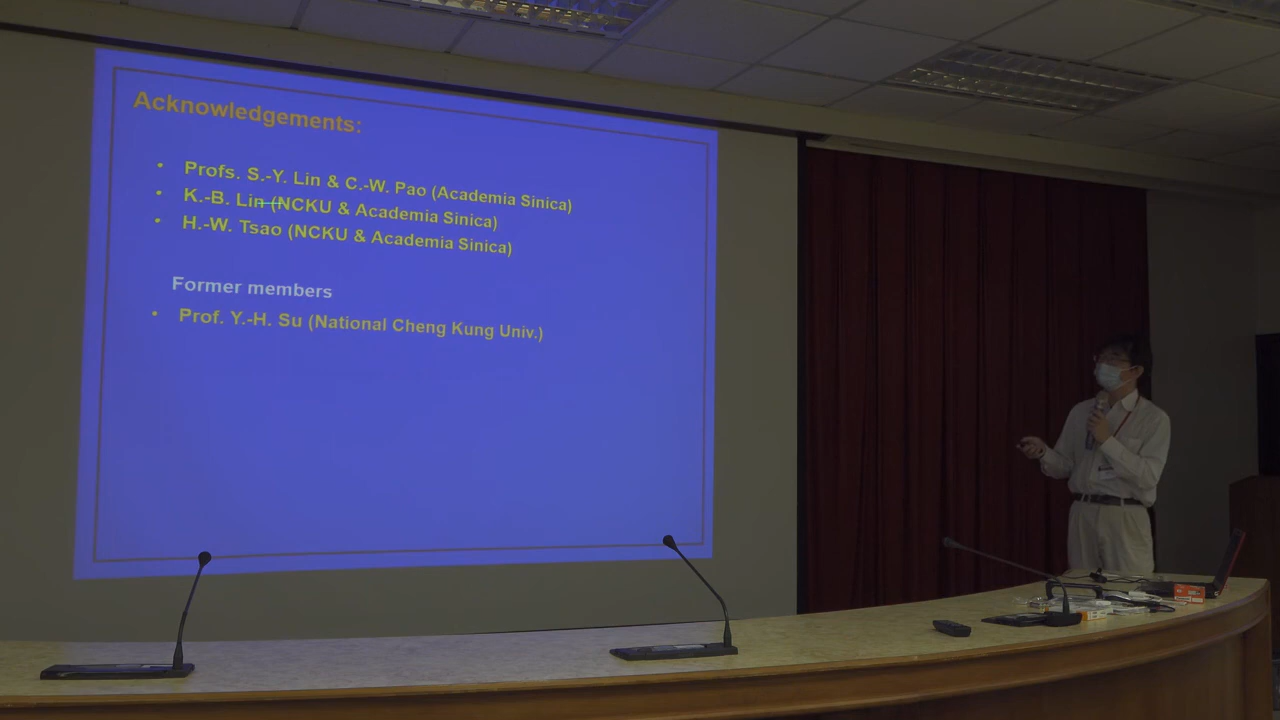 Acknowledgements:
• Profs. S.-Y. Lin & C.-W. Pao (Academia Sinica)
• K.-B. Lin (NCKU & Academia Sinica)
• H.-W. Tsao (NCKU & Academia Sinica)
Former members
• Prof. Y.-H. Su (National Cheng Kung Univ.)